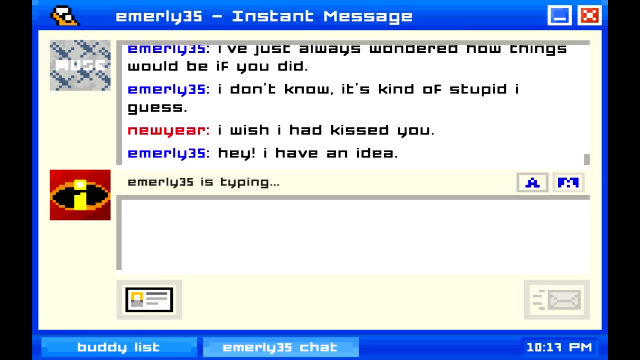 emerly35 - Instant Message
emerly35: i've just always wondered how things
would be if you did.
emerly35: i don't know, it's kind of stupid i
guess.
newyear: i wish i had kissed you.
emerly35: hey! i have an idea.
MUSE
emerly35 is typing...
A
buddy list
emerly35 chat
10:17 PM